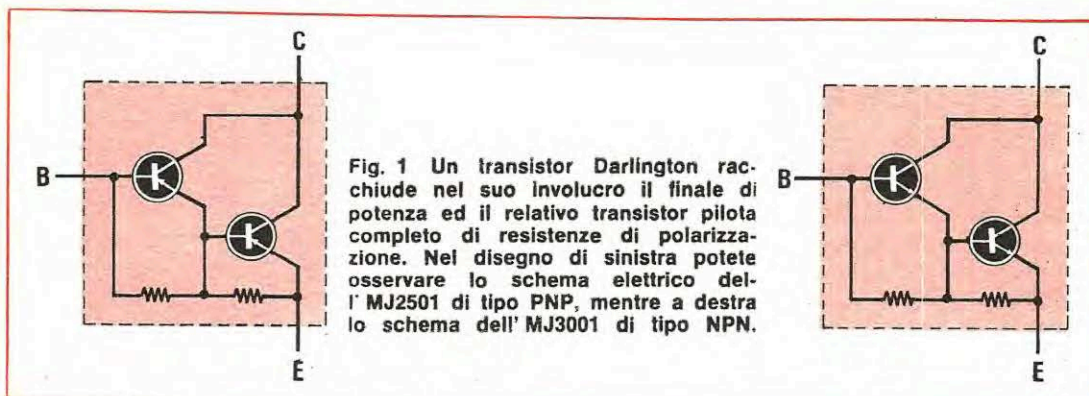 C
B
E
Fig. 1 Un transistor Darlington rac-
chiude nel suo involucro il finale di
potenza ed il relativo transistor pilota
completo di resistenze di polarizza-
zione. Nel disegno di sinistra potete
osservare lo schema elettrico del-
l' MJ2501 di tipo PNP, mentre a destra
lo schema dell' MJ3001 di tipo NPN.
C
B
E